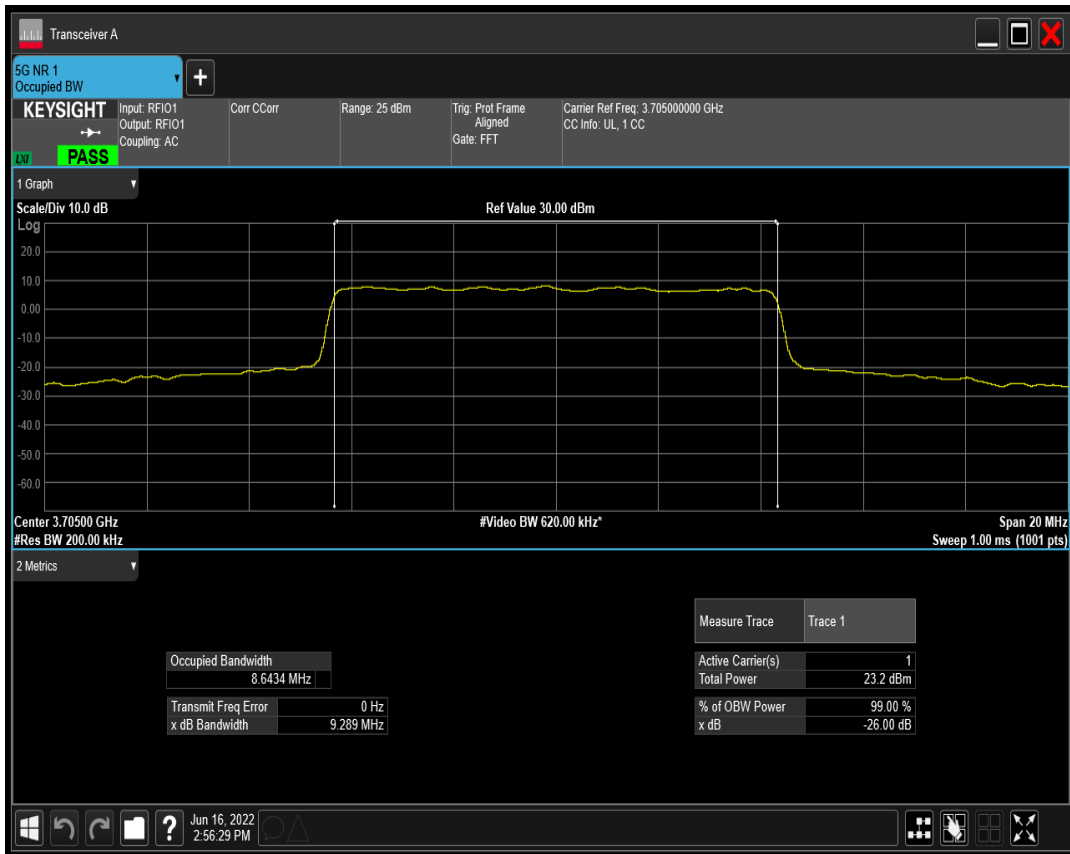 Transceiver A
5G NR 1
Occupied BW
+
KEYSIGHT
LXI
PASS
Input: RFIO1
Output: RFIO1
Coupling: AC
Corr CCorr
Range: 25 dBm
Trig: Prot Frame
Aligned
Gate: FFT
Carrier Ref Freq: 3.705000000 GHz
CC Info: UL, 1 CC
1 Graph
Scale/Div 10.0 dB
Ref Value 30.00 dBm
Log
20.0
10.0
0.00
-10.0
-20.0
-30.0
-40.0
-50.0
-60.0
Center 3.70500 GHz
#Video BW 620.00 kHz*
Span 20 MHz
#Res BW 200.00 kHz
Sweep 1.00 ms (1001 pts)
2 Metrics
Measure Trace Trace 1
Occupied Bandwidth
8.6434 MHz
Active Carrier(s) 1
Total Power 23.2 dBm
Transmit Freq Error 0 Hz
x dB Bandwidth 9.289 MHz
% of OBW Power 99.00 %
x dB -26.00 dB
?
Jun 16, 2022
2:56:29 PM